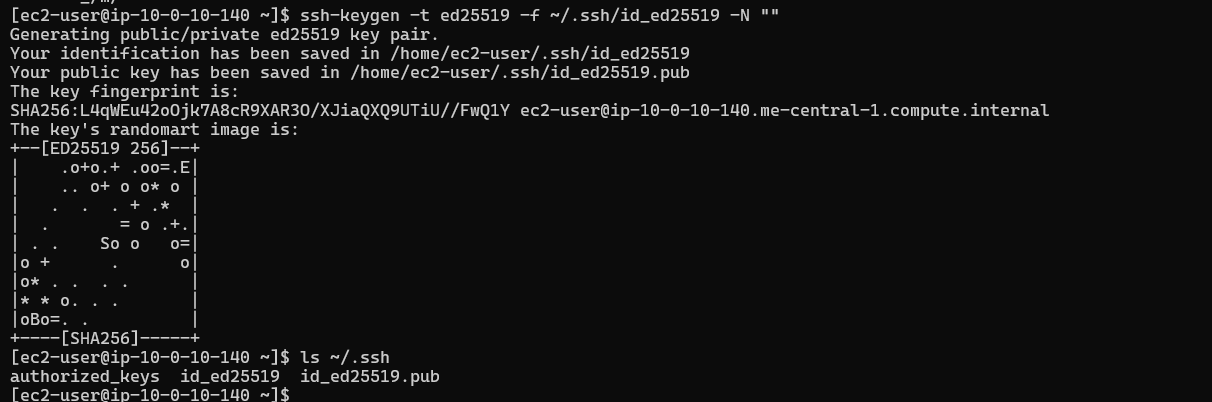 [ec2-user@ip-10-0-10-140 ~]$ ssh-keygen -t ed25519 -f ~/.ssh/id_ed25519 -N ""
Generating public/private ed25519 key pair.
Your identification has been saved in /home/ec2-user/.ssh/id_ed25519
Your public key has been saved in /home/ec2-user/.ssh/id_ed25519.pub
The key fingerprint is:
SHA256:L4qWEu42oOjk7A8cR9XAR3O/XJiaQXQ9UTiU//FwQ1Y ec2-user@ip-10-0-10-140.me-central-1.compute.internal
The key's randomart image is:
+--[ED25519 256]--+
|    .o+o.+ .oo=.E|
|    .. o+ o o* o |
|   .  .  . + .*  |
|  .       = o .+.|
| . .    So o   o=|
|o +      .      o|
|o* . .  . .      |
|* * o. . .       |
|oBo=. .          |
+----[SHA256]-----+
[ec2-user@ip-10-0-10-140 ~]$ ls ~/.ssh
authorized_keys  id_ed25519  id_ed25519.pub
[ec2-user@ip-10-0-10-140 ~]$